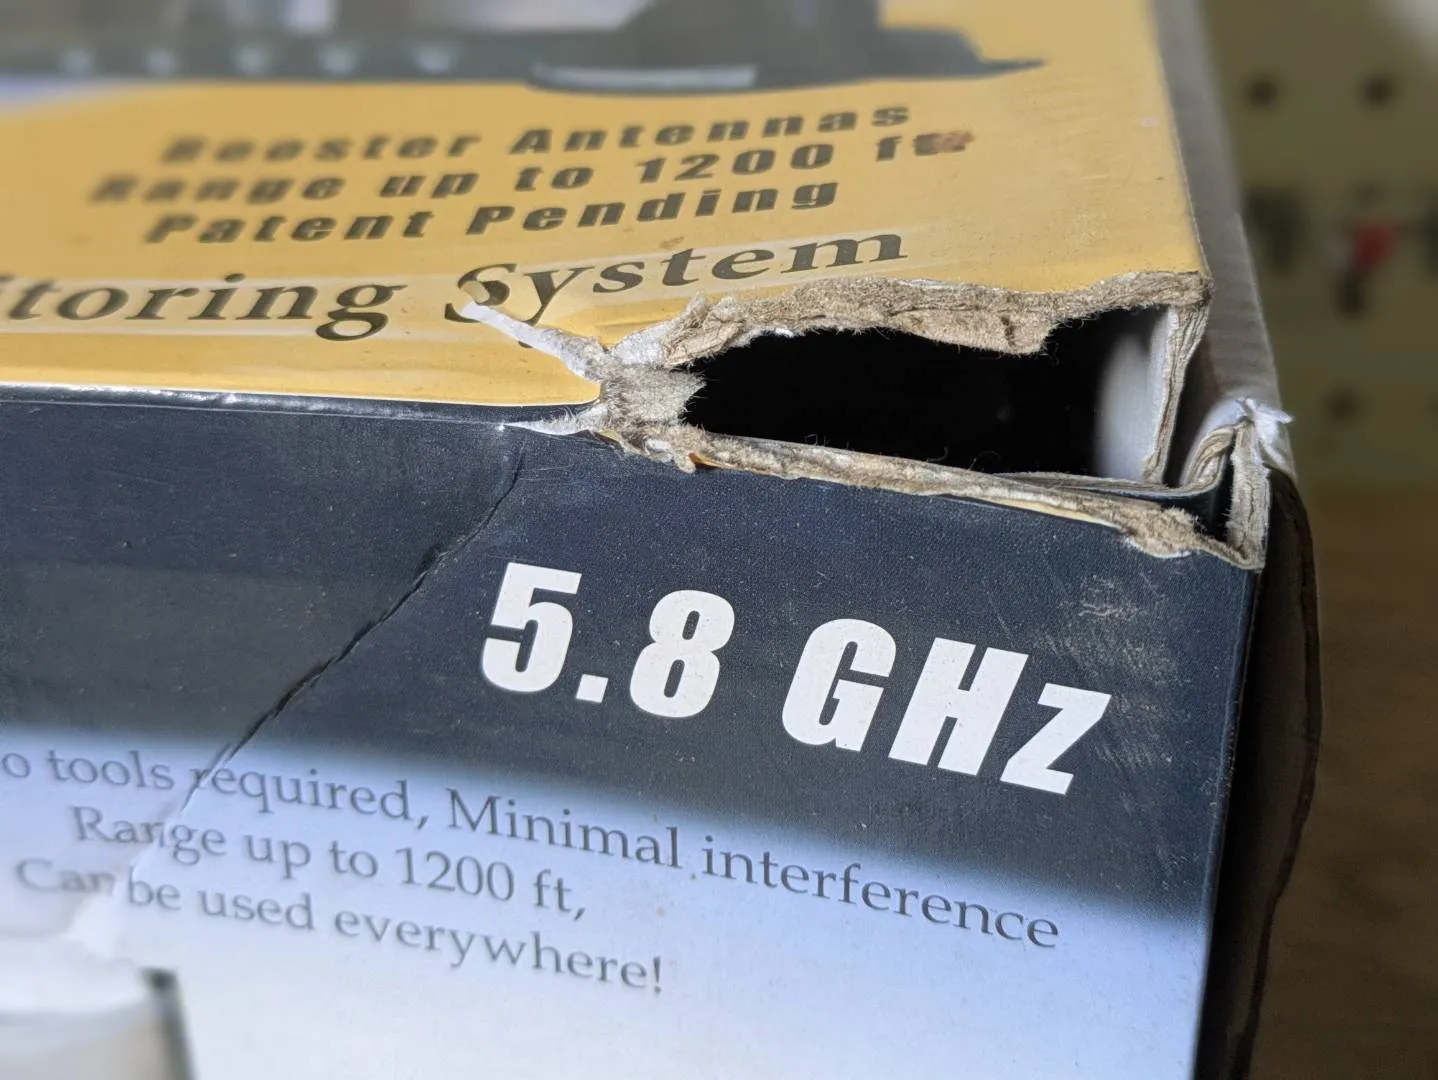 Booster Antennas
Range up to 1200 ft
Patent Pending
itoring System
5.8 GHz
o tools required, Minimal interference
Range up to 1200 ft,
Can be used everywhere!